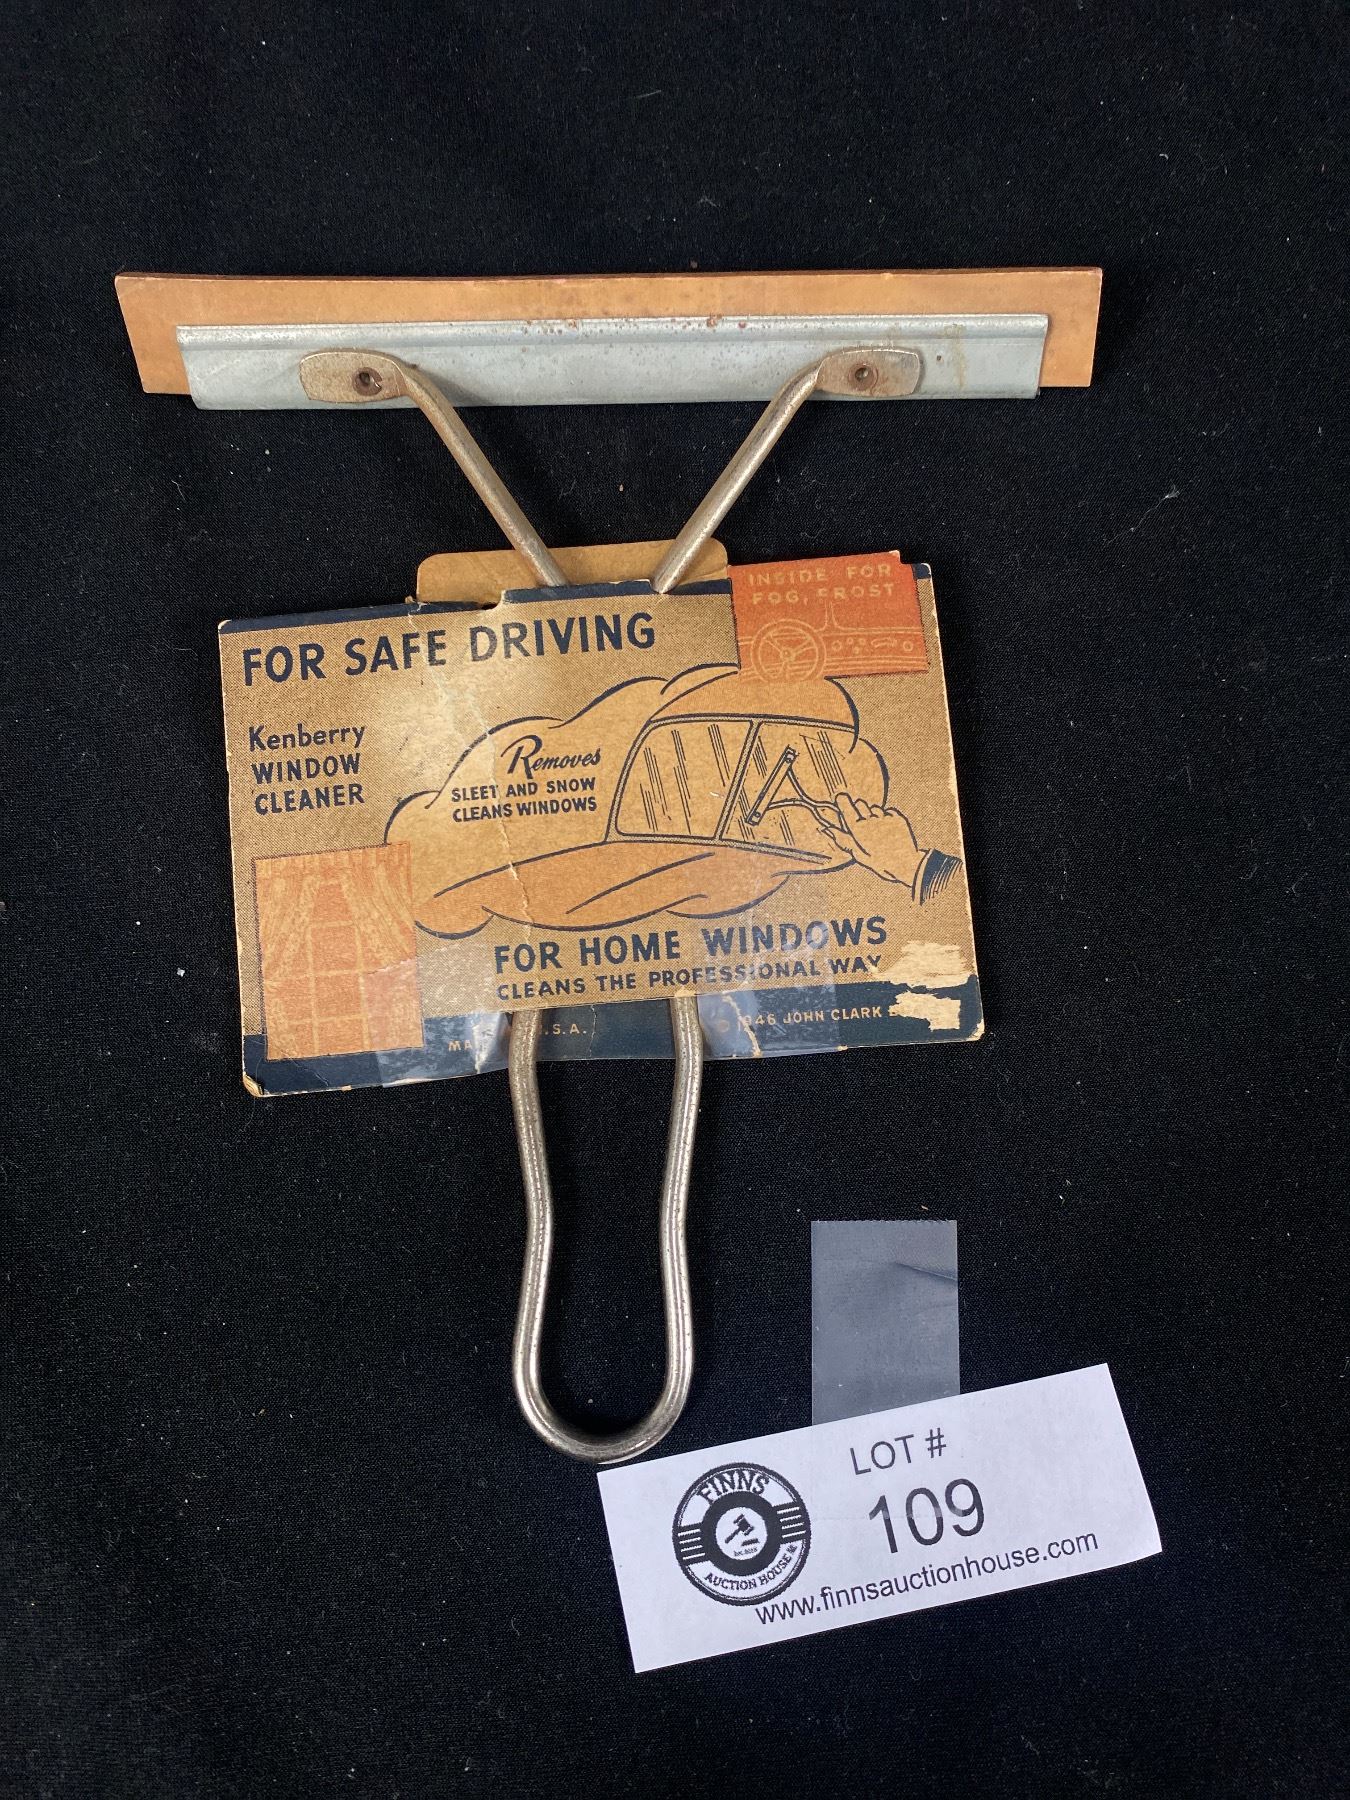 INSIDE FOR
FOG, FROST
FOR SAFE DRIVING
Kenberry
WINDOW
CLEANER
Removes
SLEET AND SNOW
CLEANS WINDOWS
FOR HOME WINDOWS
CLEANS THE PROFESSIONAL WAY
MA .S.A.
1946 JOHN CLARK
LOT #
109
FINNS
AUCTION HOUSE
www.finnsauctionhouse.com